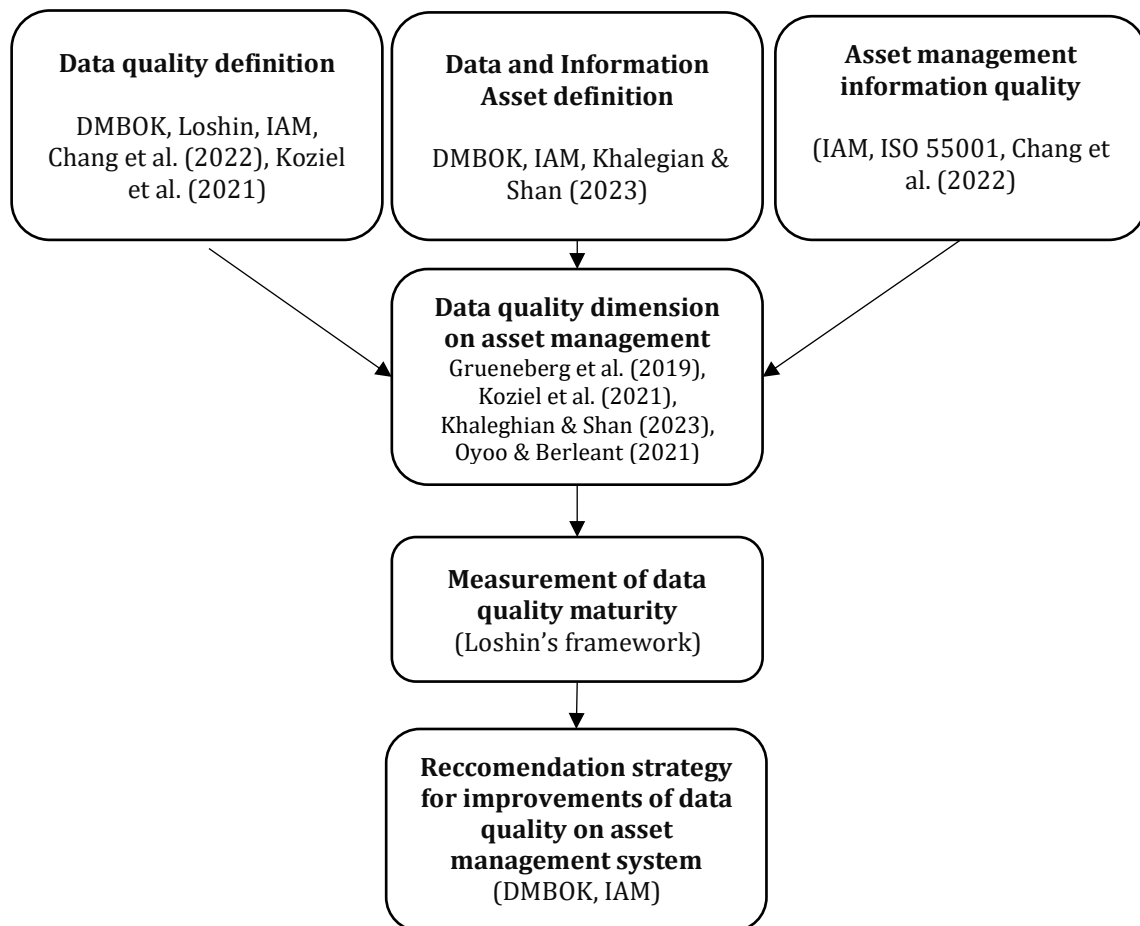 Data quality definition
DMBOK, Loshin, IAM,
Chang et al. (2022), Koziel
et al. (2021)
Data and Information
Asset definition
DMBOK, IAM, Khalegian &
Shan (2023)
Asset management
information quality
(IAM, ISO 55001, Chang et
al. (2022)
Data quality dimension
on asset management
Grueneberg et al. (2019),
Koziel et al. (2021),
Khaleghian & Shan (2023),
Oyoo & Berleant (2021)
Measurement of data
quality maturity
(Loshin’s framework)
Reccomendation strategy
for improvements of data
quality on asset
management system
(DMBOK, IAM)